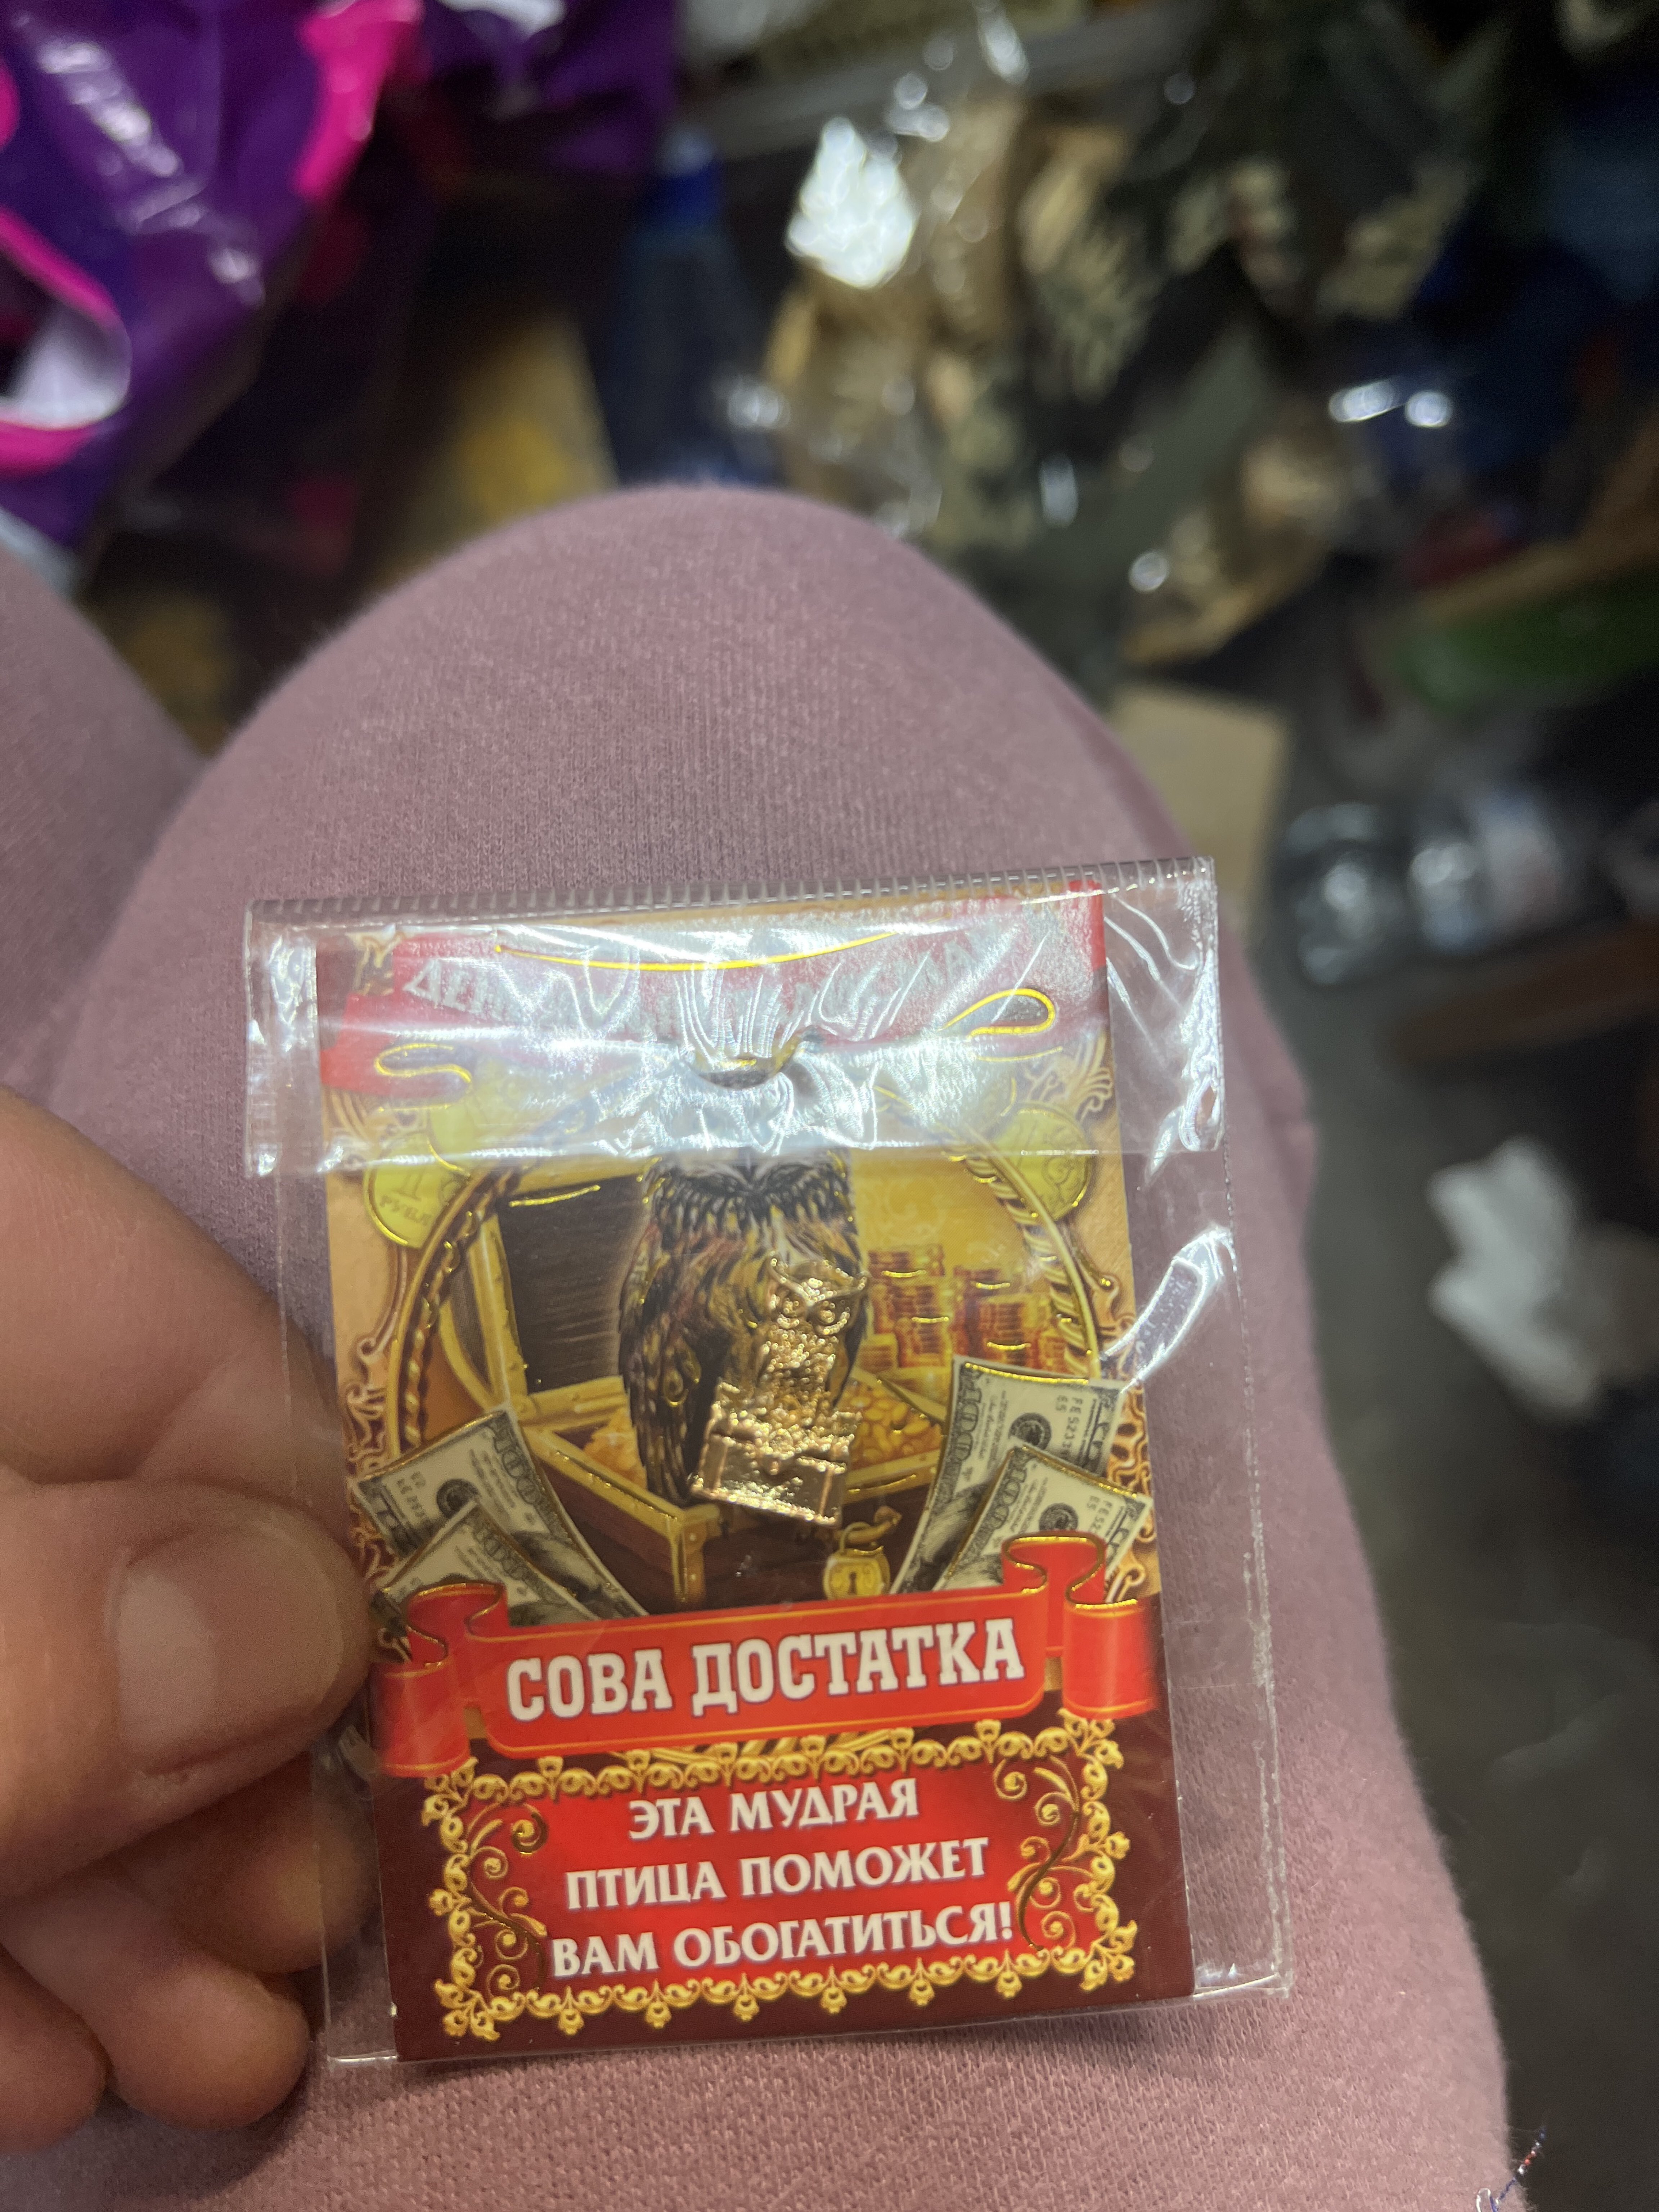 СОВА ДОСТАТКА
ЭТА МУДРАЯ
ПТИЦА ПОМОЖЕТ
ВАМ ОБОГАТИТЬСЯ!